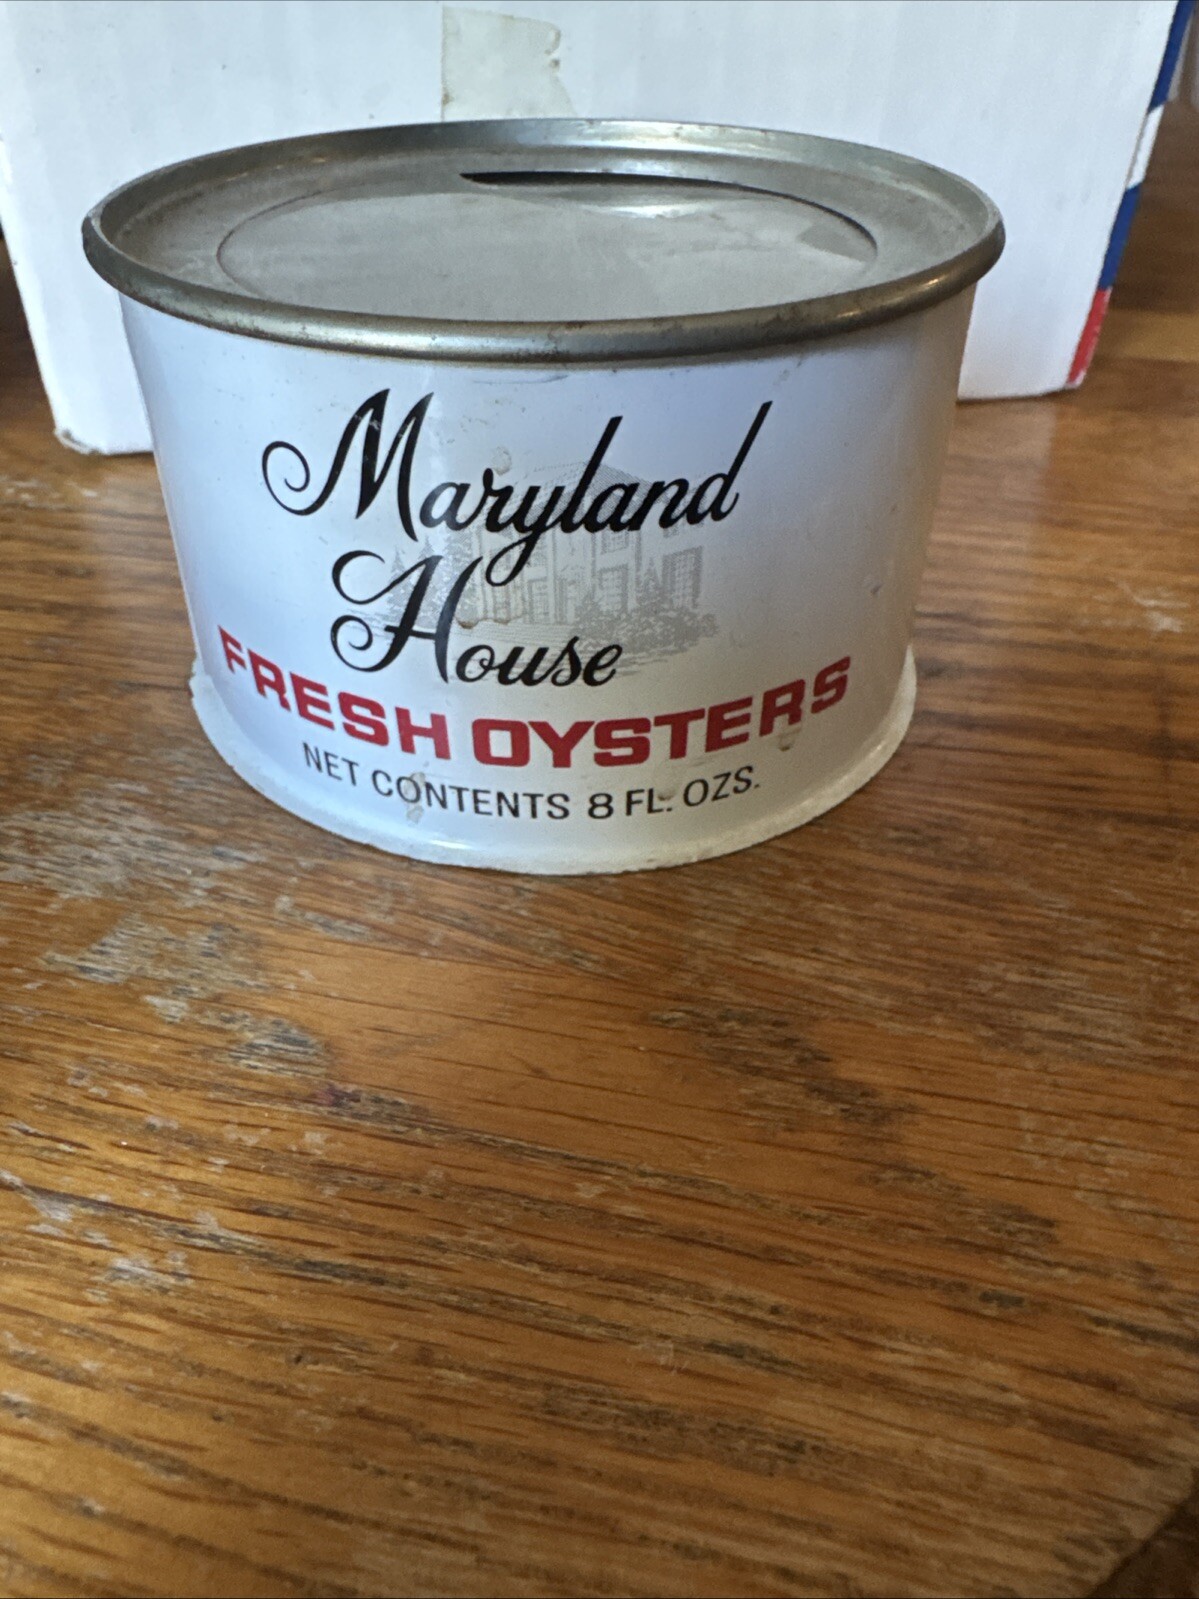 Maryland
House
FRESH OYSTERS
NET CONTENTS 8 FL. OZS.